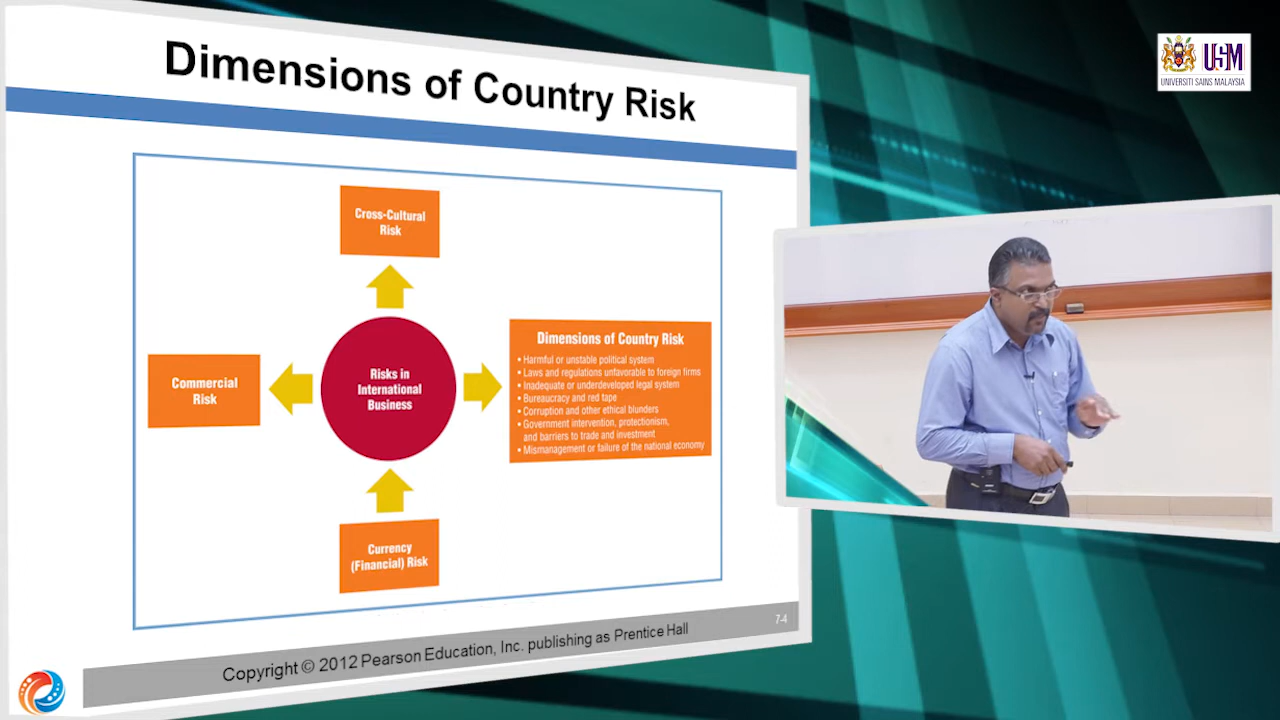 Dimensions of Country Risk
USM
UNIVERSITI SAINS MALAYSIA
Cross-Cultural
Risk
Commercial
Risk
Risks in
International
Business
Dimensions of Country Risk
• Harmful or unstable political system
• Laws and regulations unfavorable to foreign firms
• Inadequate or underdeveloped legal system
• Bureaucracy and red tape
• Corruption and other ethical blunders
• Government intervention, protectionism,
and barriers to trade and investment
• Mismanagement or failure of the national economy
Currency
(Financial) Risk
Copyright © 2012 Pearson Education, Inc. publishing as Prentice Hall
7-4